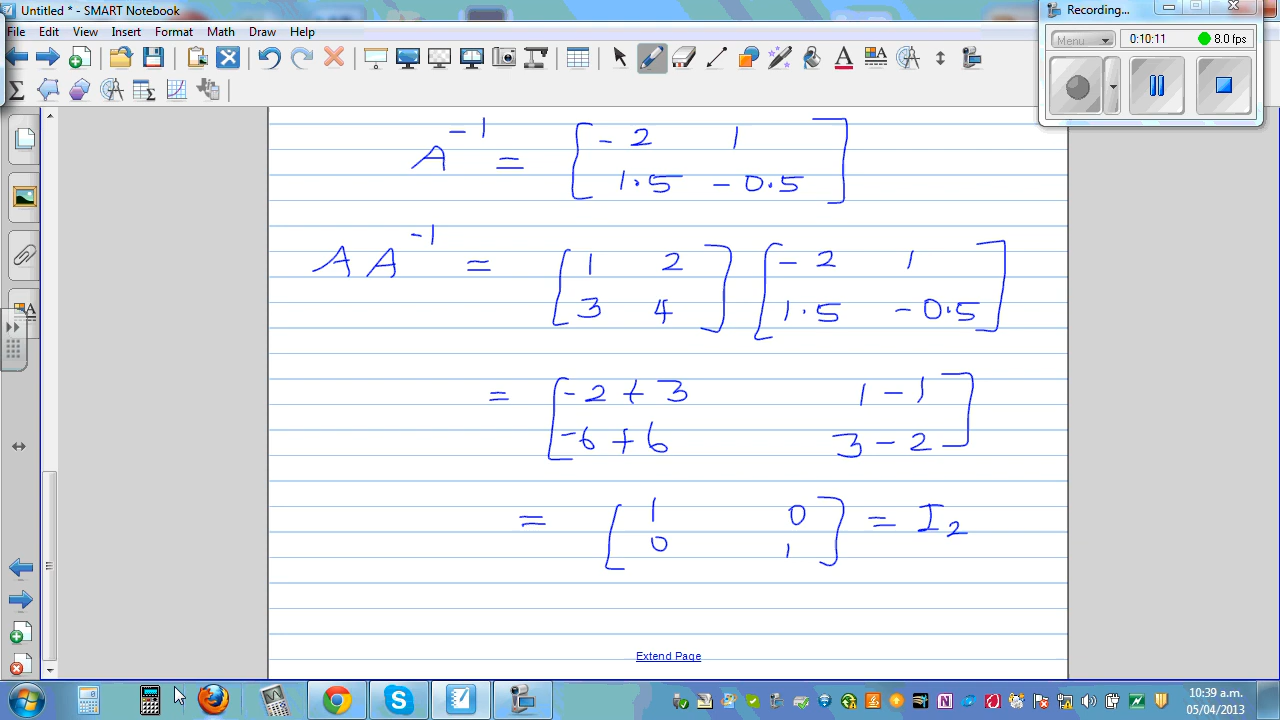 Untitled * - SMART Notebook
File Edit View Insert Format Math Draw Help
Recording...
Menu 0:10:11 8.0 fps
A⁻¹ = [ -2 1
1.5 -0.5 ]
A A⁻¹ = [ 1 2 ] [ -2 1 ]
[ 3 4 ] [ 1.5 -0.5 ]
= [ -2 + 3 1 - 1 ]
[ -6 + 6 3 - 2 ]
= [ 1 0 ] = I₂
[ 0 1 ]
Extend Page
10:39 a.m.
05/04/2013